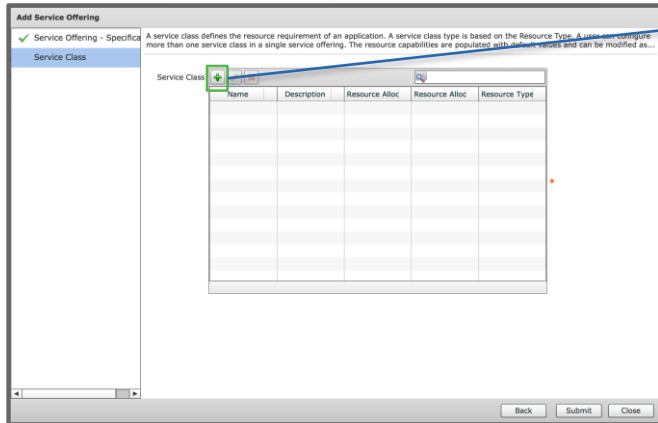 Add Service Offering
Service Offering - Specifica
Service Class
A service class defines the resource requirement of an application. A service class type is based on the Resource Type. A user can configure
more than one service class in a single service offering. The resource capabilities are populated with default values and can be modified as...
Service Class
Name Description Resource Alloc Resource Alloc Resource Type
*
Back Submit Close